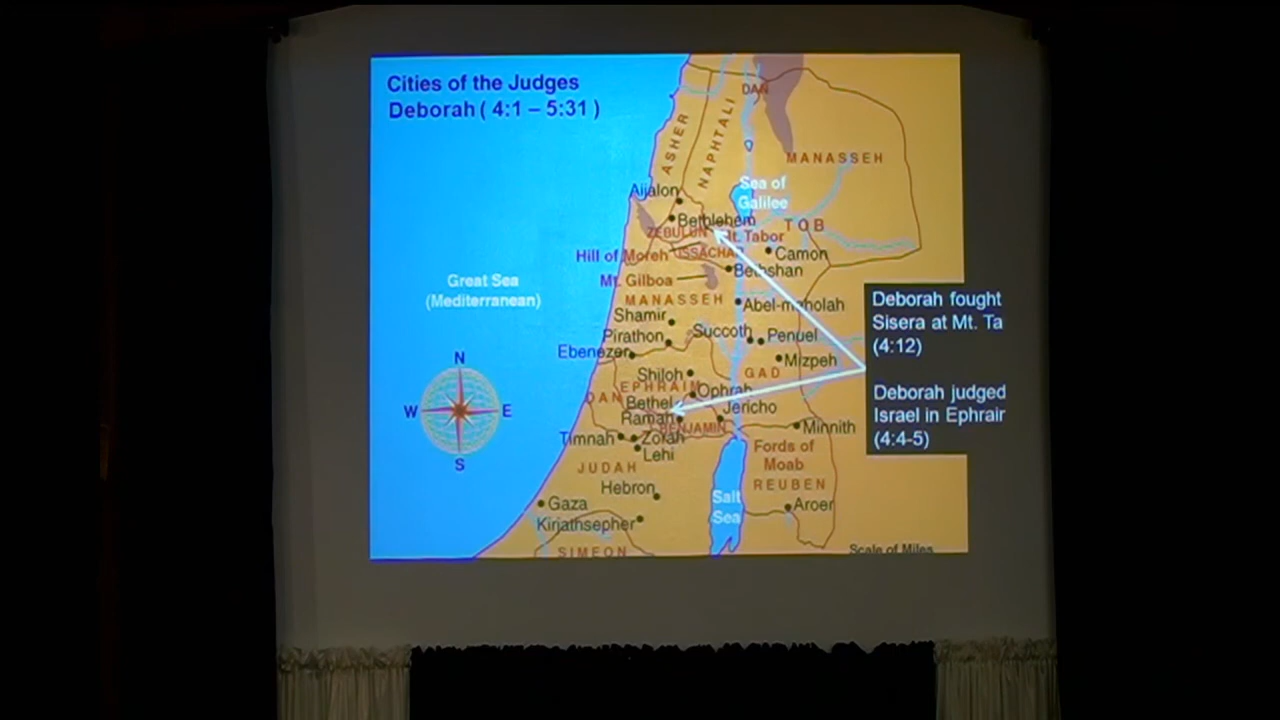 Cities of the Judges
Deborah ( 4:1 – 5:31 )
DAN
ASHER
NAPHTALI
MANASSEH
Aijalon
Sea of
Galilee
Bethlehem
TOB
ZEBULUN
Mt. Tabor
Hill of Moreh
ISSACHAR
Camon
Bethshan
Great Sea
(Mediterranean)
Mt. Gilboa
MANASSEH
Abel-meholah
Shamir
Succoth
Penuel
Pirathon
Ebenezer
Mizpeh
Shiloh
GAD
EPHRAIM
Ophrah
DAN
Bethel
Jericho
Ramah
BENJAMIN
Minnith
Timnah
Zorah
Lehi
Fords of
Moab
JUDAH
REUBEN
Hebron
Salt
Sea
Gaza
Aroer
Kirjathsepher
SIMEON
Scale of Miles
N
W
E
S
Deborah fought
Sisera at Mt. Ta
(4:12)
Deborah judged
Israel in Ephrair
(4:4-5)